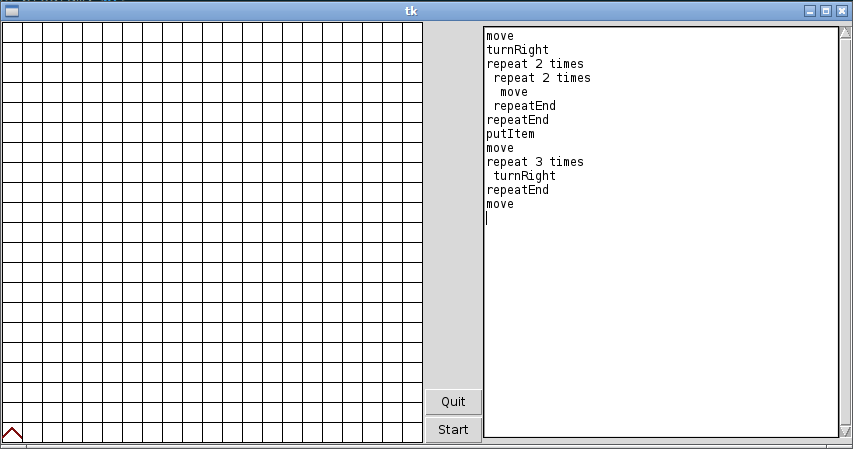 tk
move
turnRight
repeat 2 times
 repeat 2 times
  move
 repeatEnd
repeatEnd
putItem
move
repeat 3 times
 turnRight
repeatEnd
move
Quit
Start